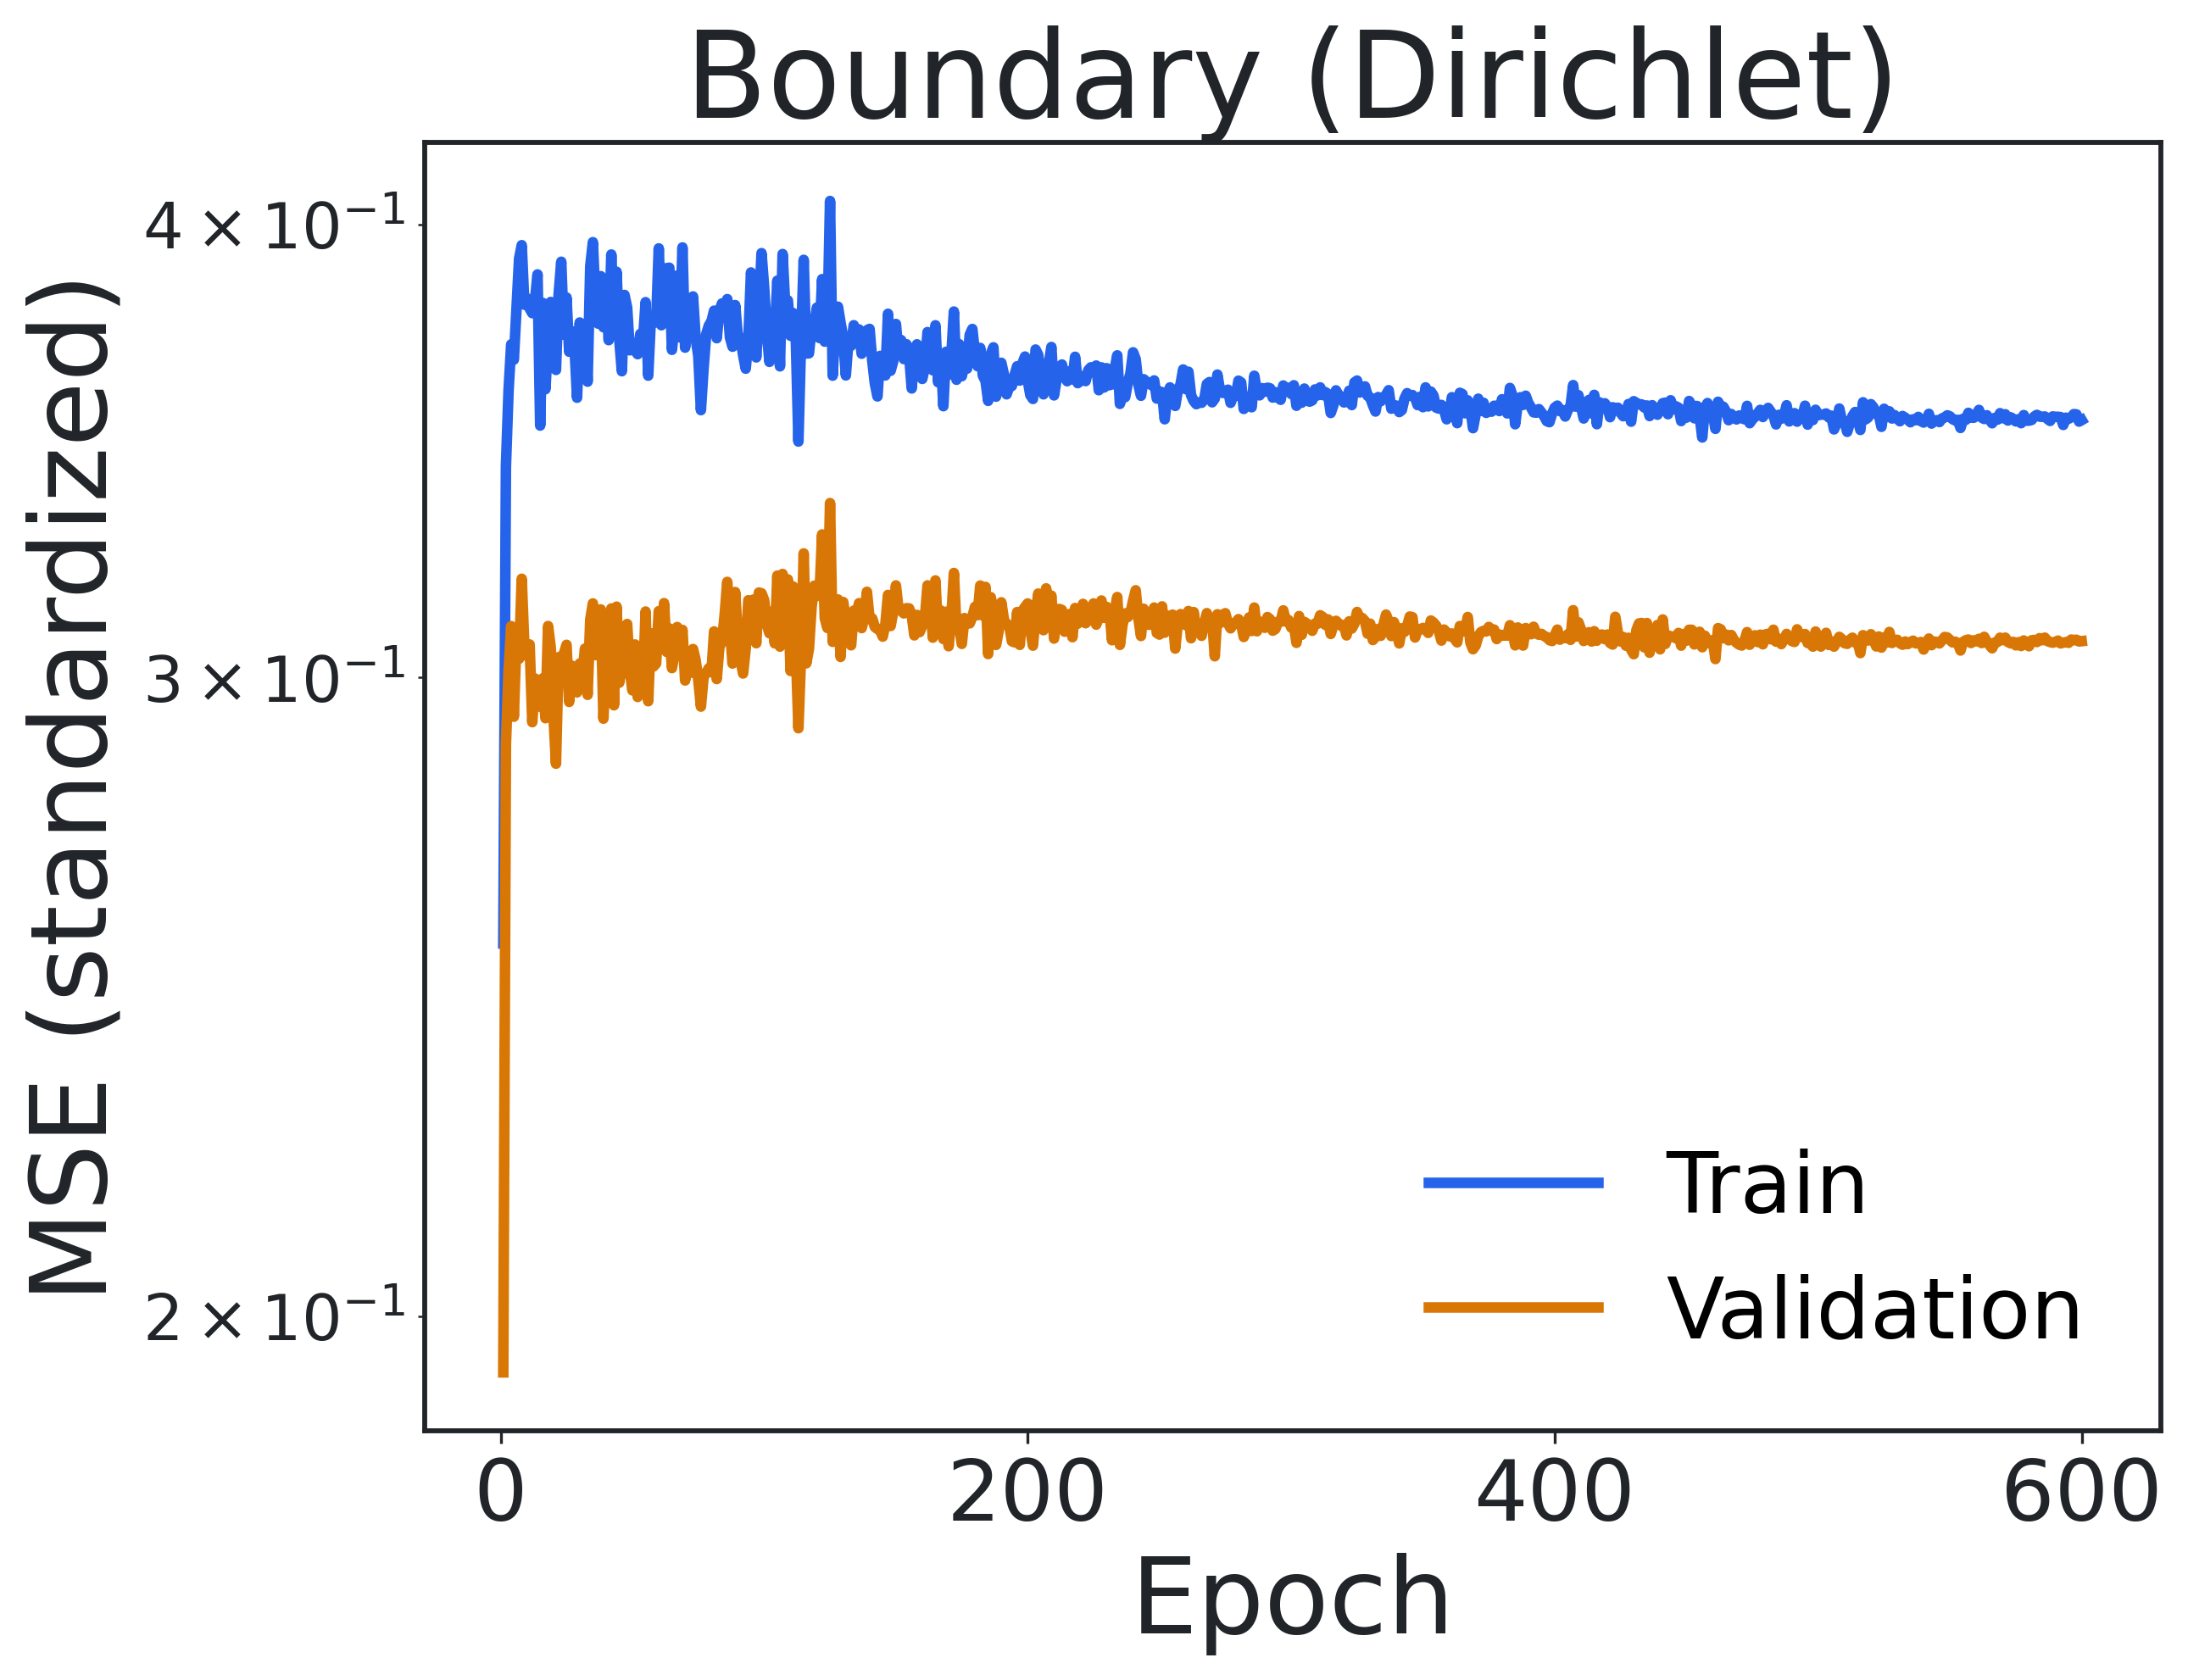 Boundary (Dirichlet)
MSE (standardized)
4 × 10⁻¹
3 × 10⁻¹
2 × 10⁻¹
Train
Validation
0 200 400 600
Epoch